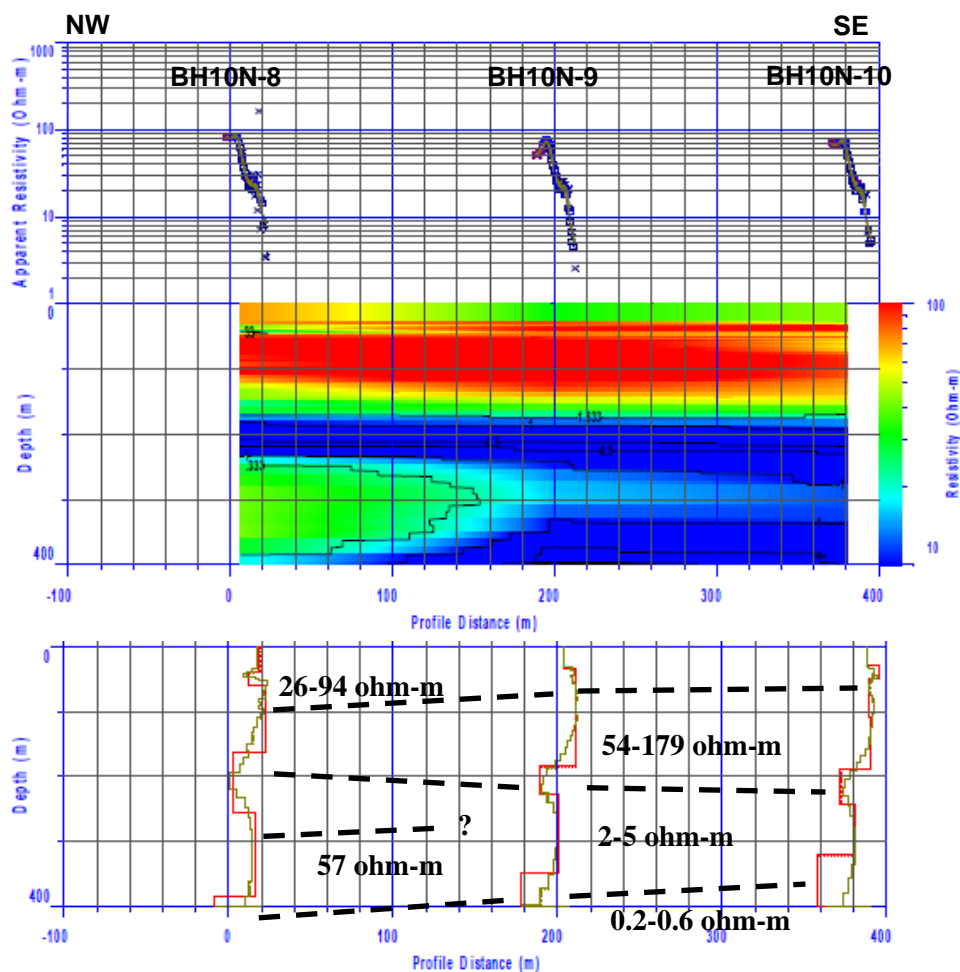 NW SE
BH10N-8 BH10N-9 BH10N-10
Apparent Resistivity (Ohm-m)
1000
100
10
1
0
400
Depth (m)
-100 0 100 200 300 400
Profile Distance (m)
100
10
Resistivity (Ohm-m)
0
400
Depth (m)
26-94 ohm-m
54-179 ohm-m
?
2-5 ohm-m
57 ohm-m
0.2-0.6 ohm-m
-100 0 100 200 300 400
Profile Distance (m)